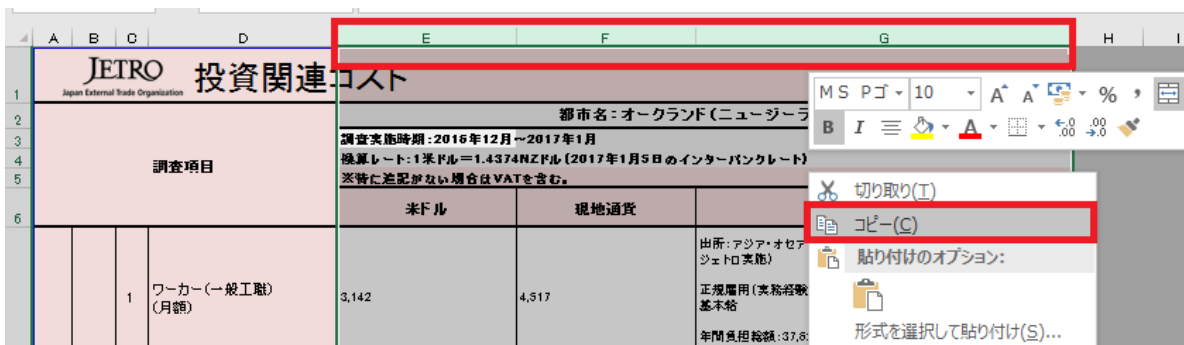 A B C D E F G H I
1 JETRO 投資関連コスト
Japan External Trade Organization
MS Pゴ 10 A A % ,
B I A .00 .0 .00
2 都市名:オークランド(ニュージーラ
3 調査実施時期:2016年12月~2017年1月
4 調査項目 換算レート:1米ドル=1.4374NZドル(2017年1月5日のインターバンクレート)
5 ※特に追記がない場合はVATを含む。
切り取り(T)
6 米ドル 現地通貨
コピー(C)
貼り付けのオプション:
出所:アジア・オセア
ジェトロ実施)
1 ワーカー(一般工職)
(月額)
3,142 4,517
正規雇用(実務経験
基本給
年間負担総額:37,6
形式を選択して貼り付け(S)...